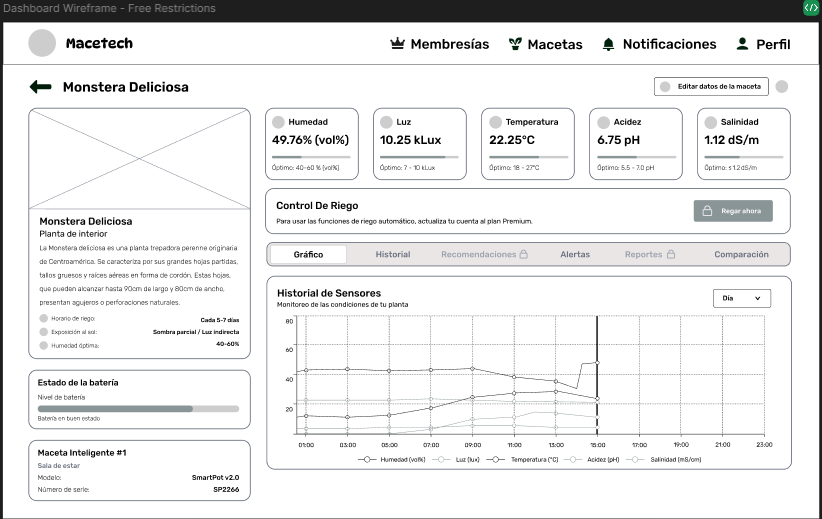 Dashboard Wireframe - Free Restrictions
Macetech
Membresías
Macetas
Notificaciones
Perfil
Monstera Deliciosa
Editar datos de la maceta
Monstera Deliciosa
Planta de interior
La Monstera deliciosa es una planta trepadora perenne originaria
de Centroamérica. Se caracteriza por sus grandes hojas partidas,
tallos gruesos y raíces aéreas en forma de cordón. Estas hojas,
que pueden alcanzar hasta 90cm de largo y 80cm de ancho,
presentan agujeros o perforaciones naturales.
Horario de riego: Cada 5-7 días
Exposición al sol: Sombra parcial / Luz indirecta
Humedad óptima: 40-60%
Estado de la batería
Nivel de batería
Batería en buen estado
Maceta Inteligente #1
Sala de estar
Modelo: SmartPot v2.0
Número de serie: SP2266
Humedad
49.76% (vol%)
Óptimo: 40-60 % (vol%)
Luz
10.25 kLux
Óptimo: 7 - 10 kLux
Temperatura
22.25°C
Óptimo: 18 - 27°C
Acidez
6.75 pH
Óptimo: 5.5 - 7.0 pH
Salinidad
1.12 dS/m
Óptimo: ≤ 1.2 dS/m
Control De Riego
Para usar las funciones de riego automático, actualiza tu cuenta al plan Premium.
Regar ahora
Gráfico Historial Recomendaciones Alertas Reportes Comparación
Historial de Sensores
Monitoreo de las condiciones de tu planta
Día
80
60
40
20
01:00 03:00 05:00 07:00 09:00 11:00 13:00 15:00 17:00 19:00 21:00 23:00
Humedad (vol%) Luz (lux) Temperatura (°C) Acidez (pH) Salinidad (mS/cm)